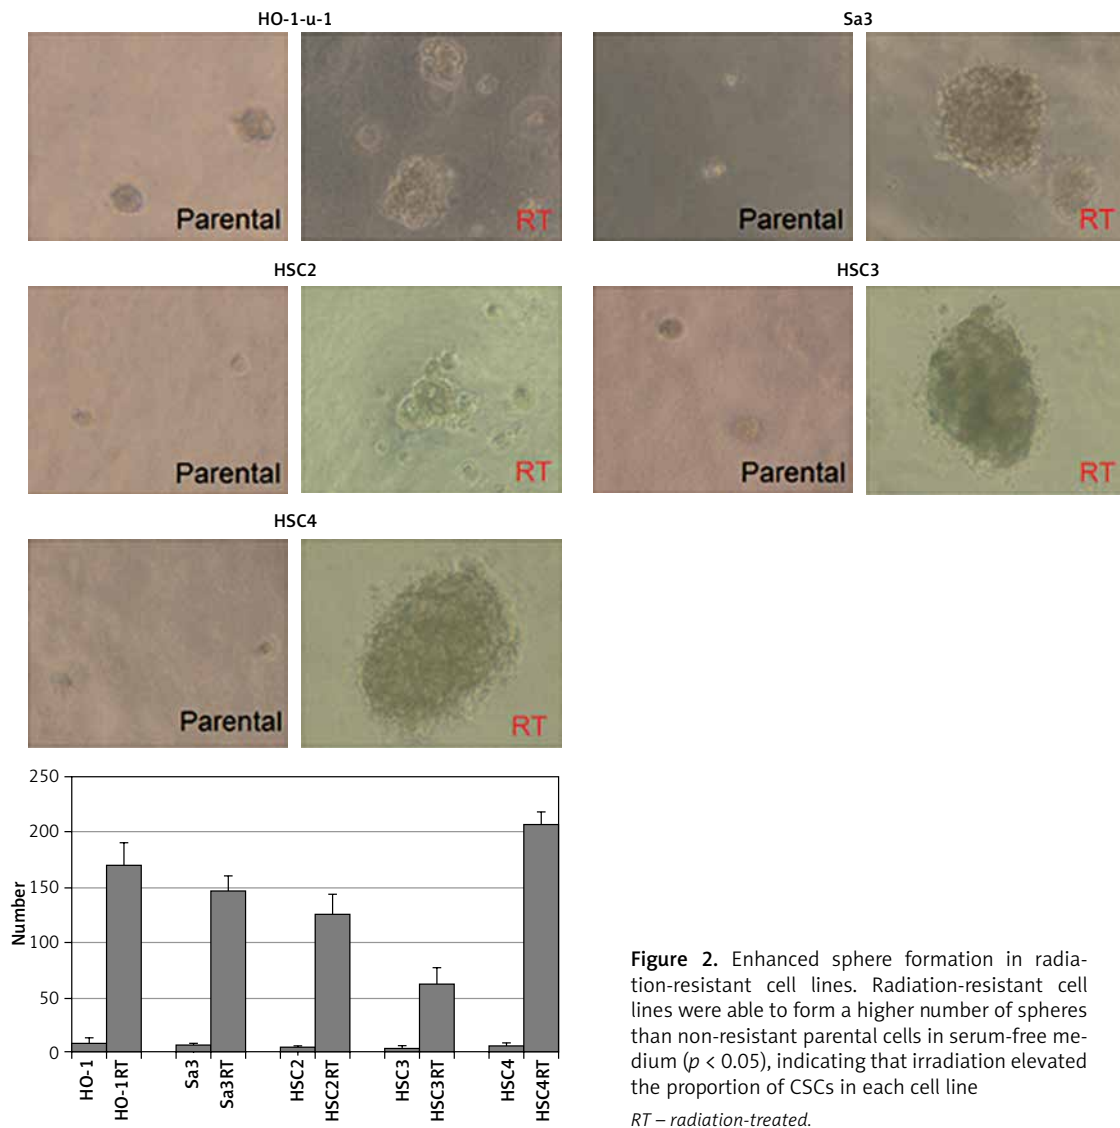 HO-1-u-1
Sa3
Parental
RT
Parental
RT
HSC2
HSC3
Parental
RT
Parental
RT
HSC4
Parental
RT
250
200
150
100
50
0
Number
HO-1
HO-1RT
Sa3
Sa3RT
HSC2
HSC2RT
HSC3
HSC3RT
HSC4
HSC4RT
Figure 2. Enhanced sphere formation in radia-
tion-resistant cell lines. Radiation-resistant cell
lines were able to form a higher number of spheres
than non-resistant parental cells in serum-free me-
dium (p < 0.05), indicating that irradiation elevated
the proportion of CSCs in each cell line
RT – radiation-treated.